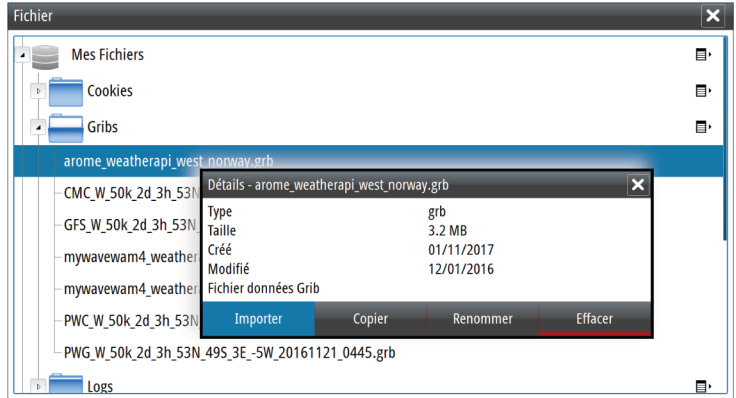 Fichier
Mes Fichiers
Cookies
Gribs
arome_weatherapi_west_norway.grb
Détails - arome_weatherapi_west_norway.grb
CMC_W_50k_2d_3h_53N
Type grb
Taille 3.2 MB
GFS_W_50k_2d_3h_53N_
Créé 01/11/2017
mywavewam4_weather
Modifié 12/01/2016
mywavewam4_weather
Fichier données Grib
PWC_W_50k_2d_3h_53N
Importer Copier Renommer Effacer
PWG_W_50k_2d_3h_53N_49S_3E_-5W_20161121_0445.grb
Logs